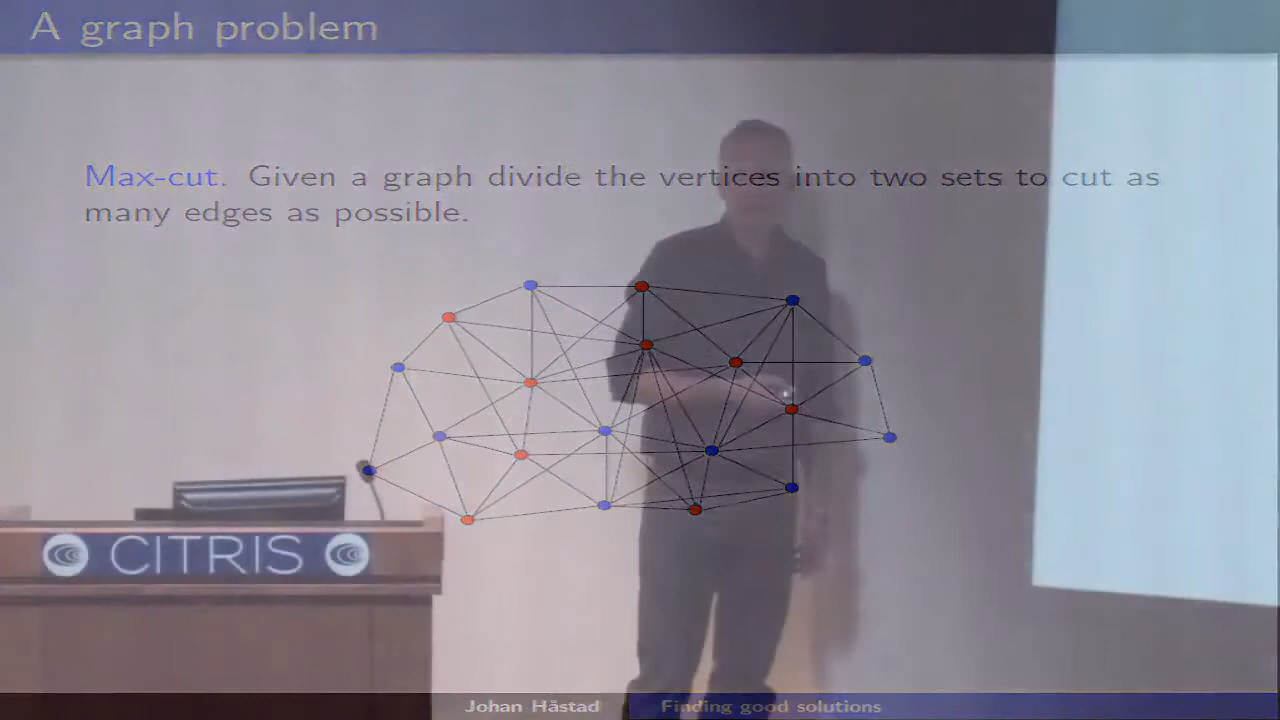 A graph problem
Max-cut. Given a graph divide the vertices into two sets to cut as
many edges as possible.
CITRIS
Johan Håstad
Finding good solutions